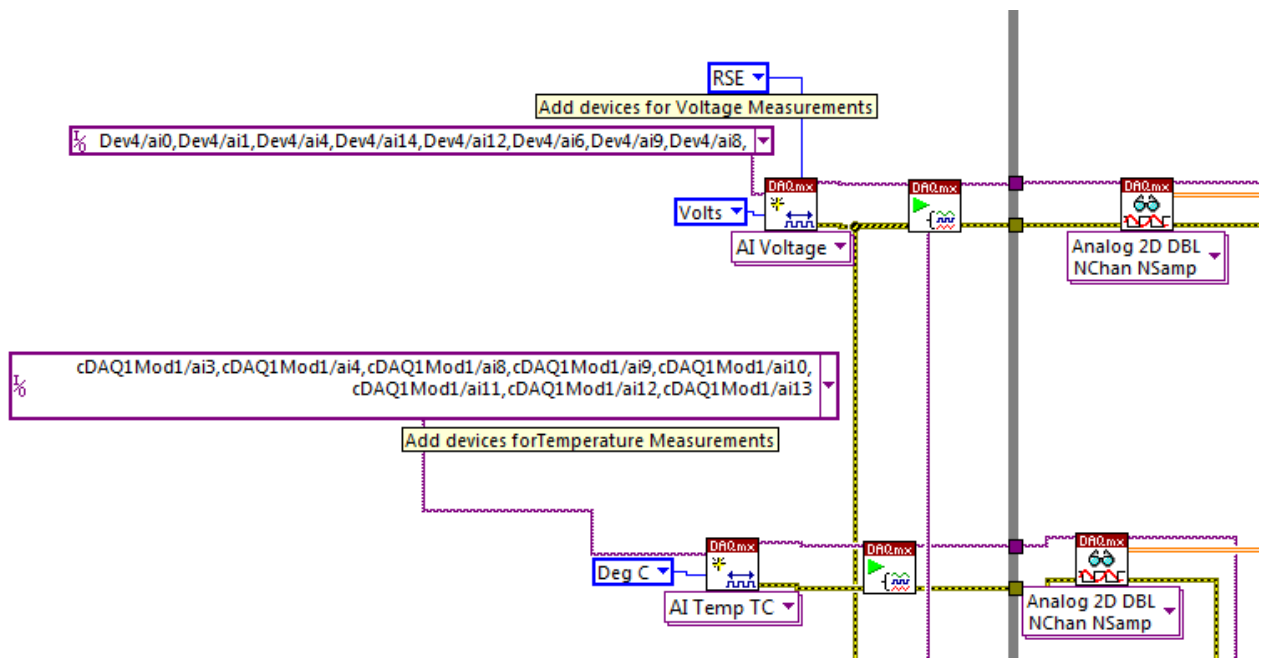 RSE
Add devices for Voltage Measurements
Dev4/ai0,Dev4/ai1,Dev4/ai4,Dev4/ai14,Dev4/ai12,Dev4/ai6,Dev4/ai9,Dev4/ai8,
DAQmx
DAQmx
DAQmx
Volts
AI Voltage
Analog 2D DBL
NChan NSamp
cDAQ1Mod1/ai3,cDAQ1Mod1/ai4,cDAQ1Mod1/ai8,cDAQ1Mod1/ai9,cDAQ1Mod1/ai10,
cDAQ1Mod1/ai11,cDAQ1Mod1/ai12,cDAQ1Mod1/ai13
Add devices forTemperature Measurements
DAQmx
DAQmx
DAQmx
Deg C
AI Temp TC
Analog 2D DBL
NChan NSamp